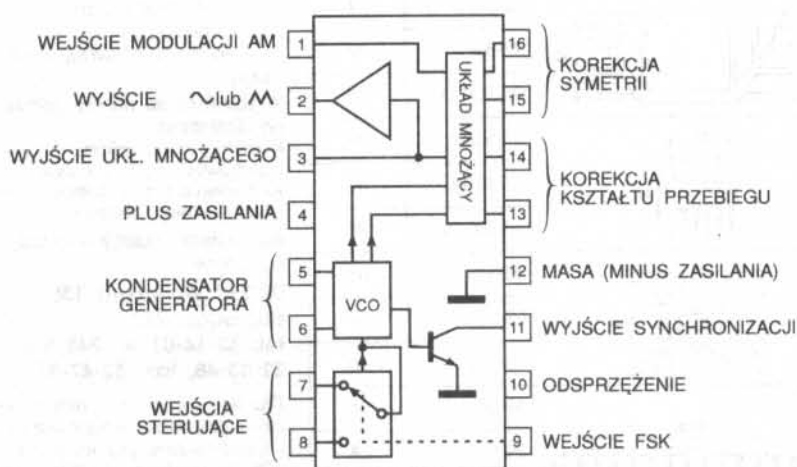 WEJŚCIE MODULACJI AM
1
WYJŚCIE
lub
2
WYJŚCIE UKŁ. MNOŻĄCEGO
3
PLUS ZASILANIA
4
KONDENSATOR
GENERATORA
5
6
WEJŚCIA
STERUJĄCE
7
8
UKŁAD MNOŻĄCY
VCO
16
15
KOREKCJA
SYMETRII
14
13
KOREKCJA
KSZTAŁTU PRZEBIEGU
12
MASA (MINUS ZASILANIA)
11
WYJŚCIE SYNCHRONIZACJI
10
ODSPRZĘŻENIE
9
WEJŚCIE FSK